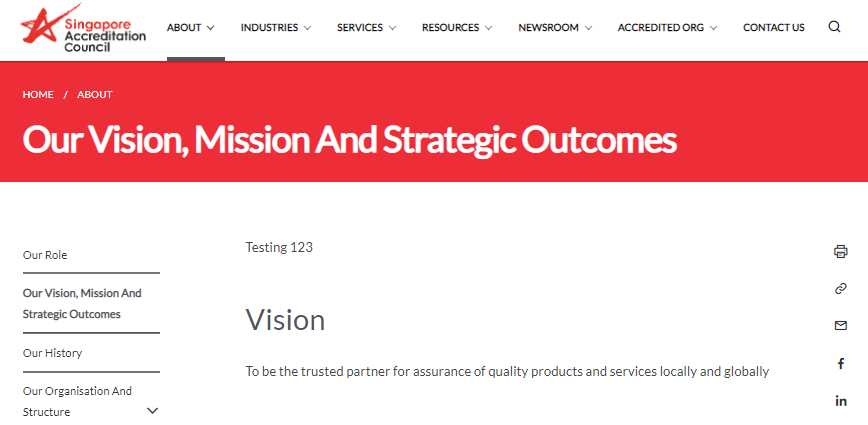 Singapore
Accreditation
Council
ABOUT
INDUSTRIES
SERVICES
RESOURCES
NEWSROOM
ACCREDITED ORG
CONTACT US
HOME / ABOUT
Our Vision, Mission And Strategic Outcomes
Our Role
Our Vision, Mission And
Strategic Outcomes
Our History
Our Organisation And
Structure
Testing 123
Vision
To be the trusted partner for assurance of quality products and services locally and globally